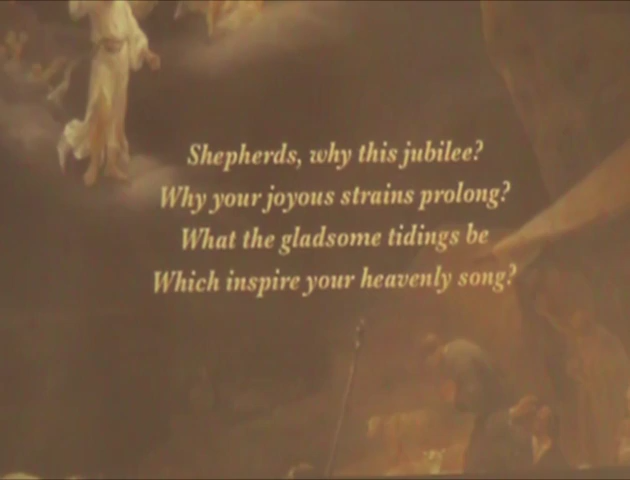 Shepherds, why this jubilee?
Why your joyous strains prolong?
What the gladsome tidings be
Which inspire your heavenly song?